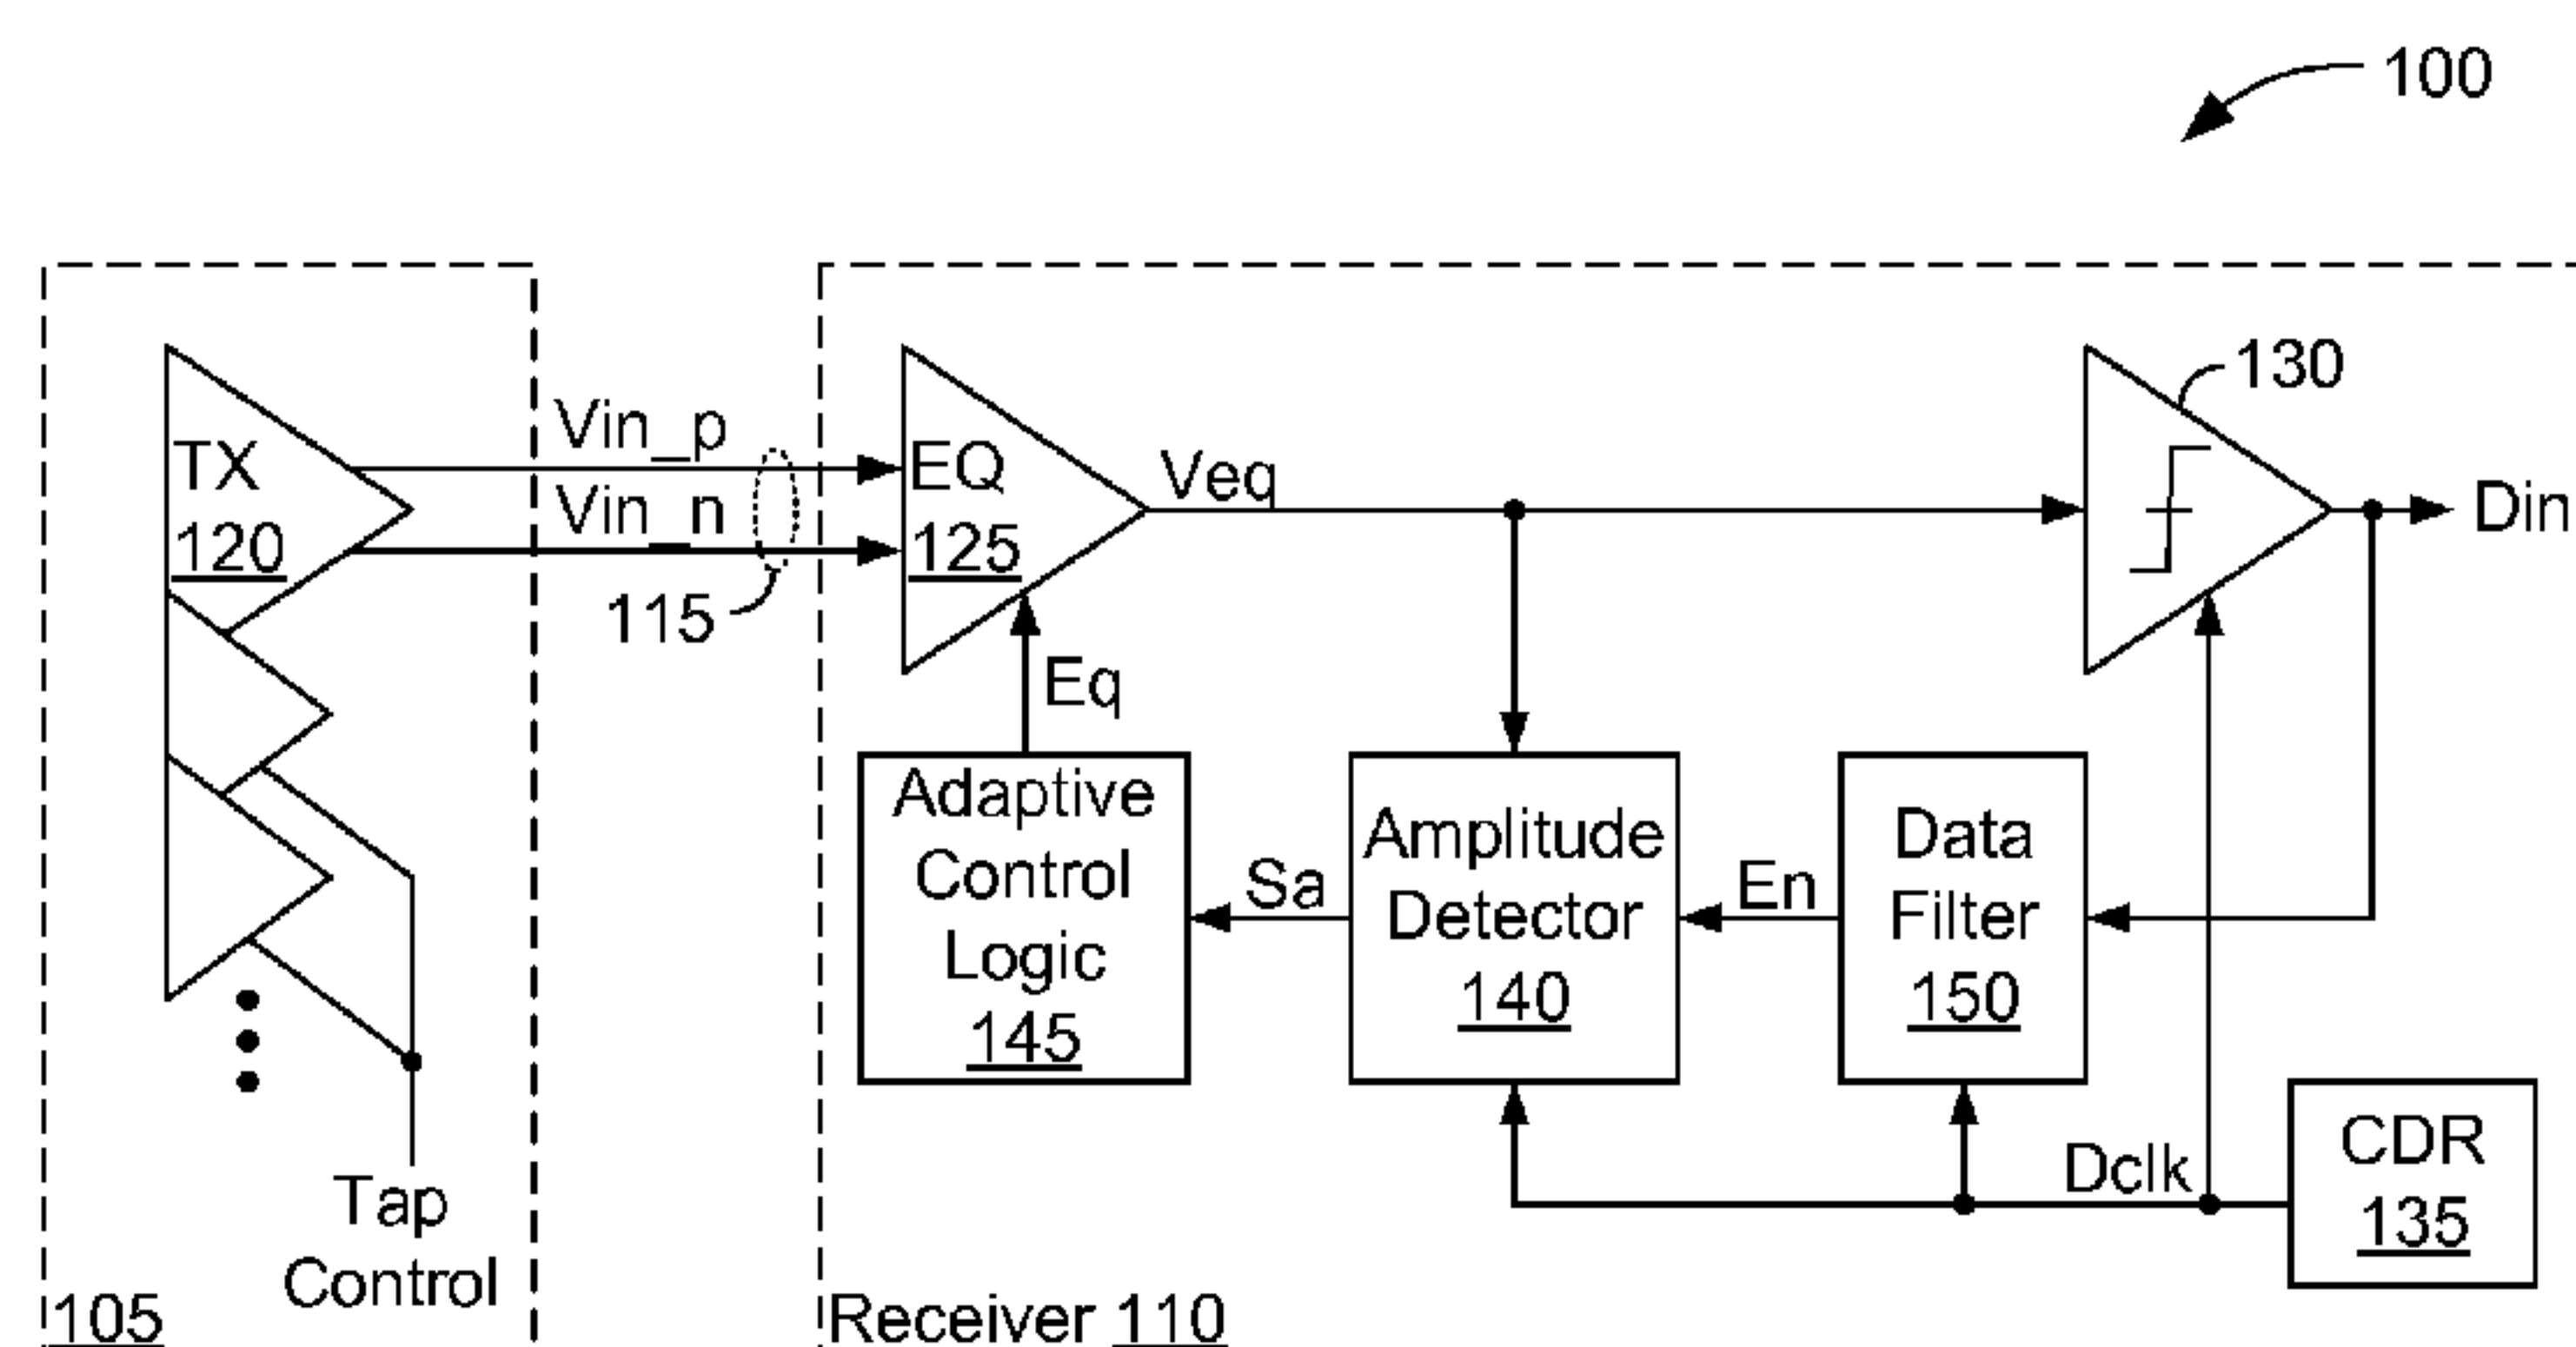 100
130
Vin_p
TX
EQ
Veq
Vin_n
Din
120
125
115
Eq
Adaptive
Control
Logic
145
Sa
Amplitude
Detector
140
En
Data
Filter
150
Dclk
CDR
135
Tap
Control
105
Receiver 110